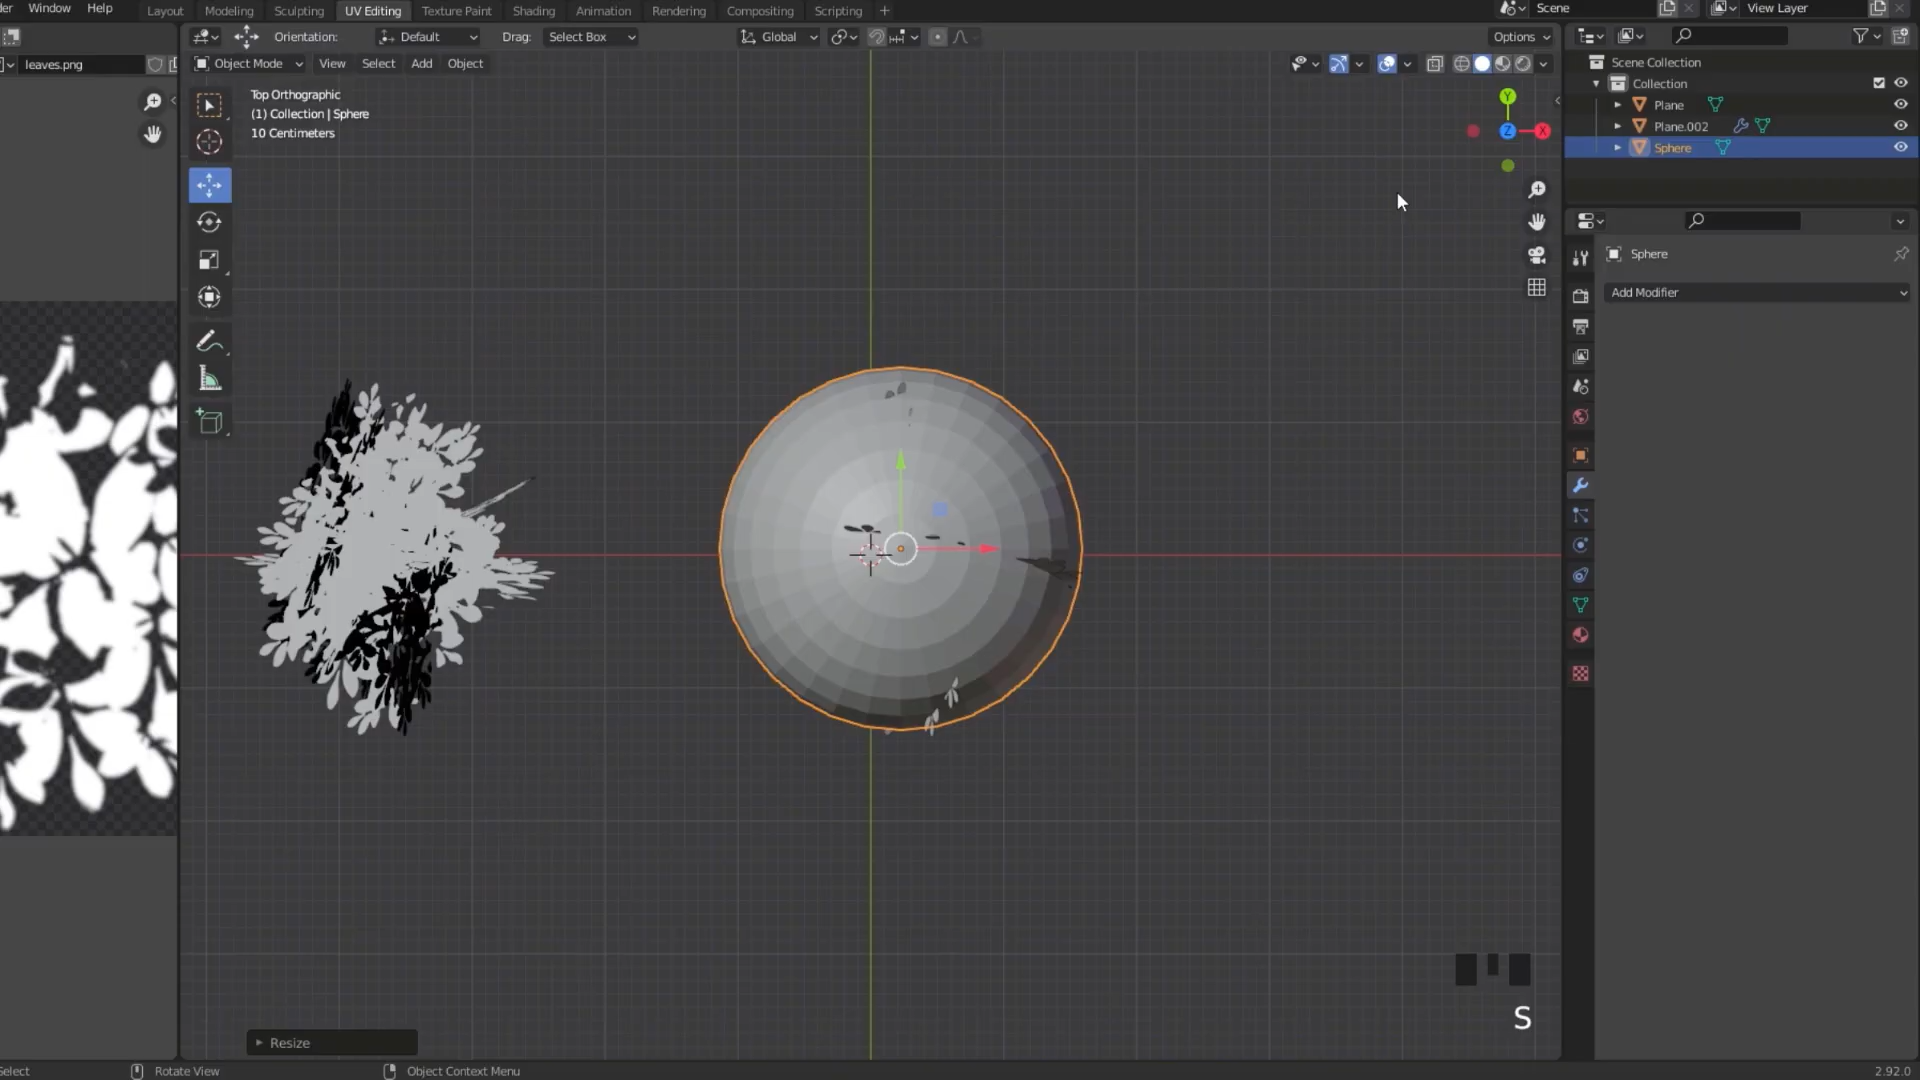 der Window Help Layout Modeling Sculpting UV Editing Texture Paint Shading Animation Rendering Compositing Scripting + Scene View Layer
Orientation: Default Drag: Select Box Global Options
leaves.png Object Mode View Select Add Object
Scene Collection
Collection
Plane
Plane.002
Sphere
Top Orthographic
(1) Collection | Sphere
10 Centimeters
Y
Z X
Sphere
Add Modifier
S
Resize
Select Rotate View Object Context Menu 2.92.0